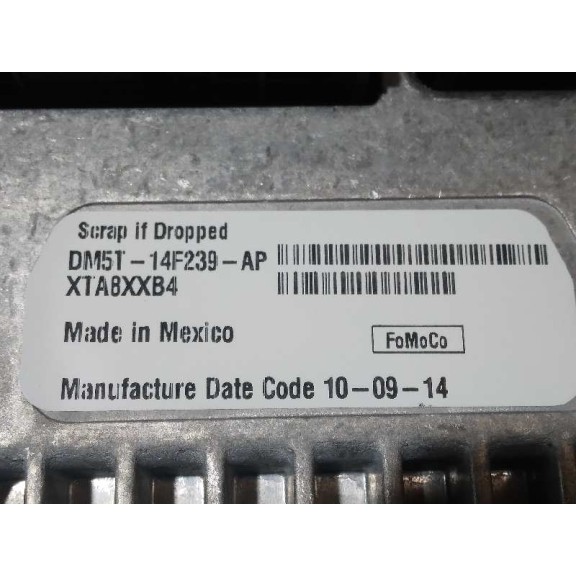 Scrap if Dropped
DM5T-14F239-AP
XTA8XXB4
Made in Mexico
FoMoCo
Manufacture Date Code 10-09-14